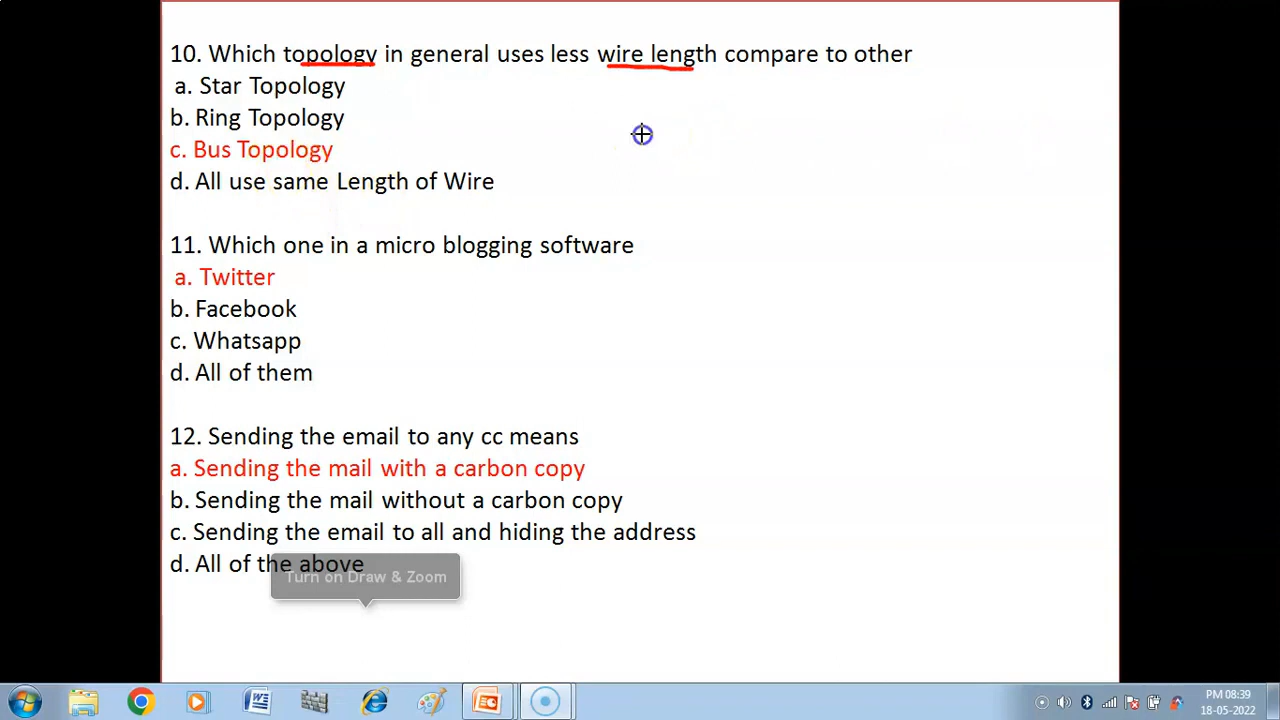 10. Which topology in general uses less wire length compare to other
a. Star Topology
b. Ring Topology
c. Bus Topology
d. All use same Length of Wire
11. Which one in a micro blogging software
a. Twitter
b. Facebook
c. Whatsapp
d. All of them
12. Sending the email to any cc means
a. Sending the mail with a carbon copy
b. Sending the mail without a carbon copy
c. Sending the email to all and hiding the address
d. All of the above
Turn on Draw & Zoom
PM 08:39
18-05-2022